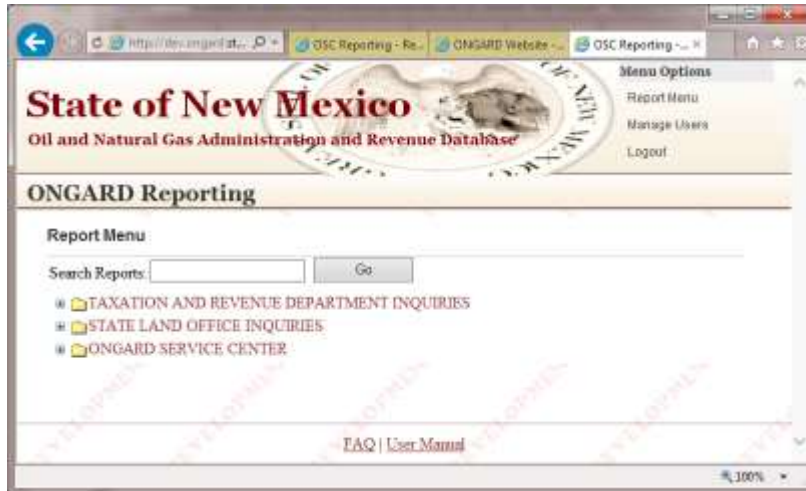 OSC Reporting - Re...
ONGARD Website -...
OSC Reporting -...
State of New Mexico
Oil and Natural Gas Administration and Revenue Database
Menu Options
Report Menu
Manage Users
Logout
ONGARD Reporting
Report Menu
Search Reports:
Go
TAXATION AND REVENUE DEPARTMENT INQUIRIES
STATE LAND OFFICE INQUIRIES
ONGARD SERVICE CENTER
FAQ | User Manual
100%